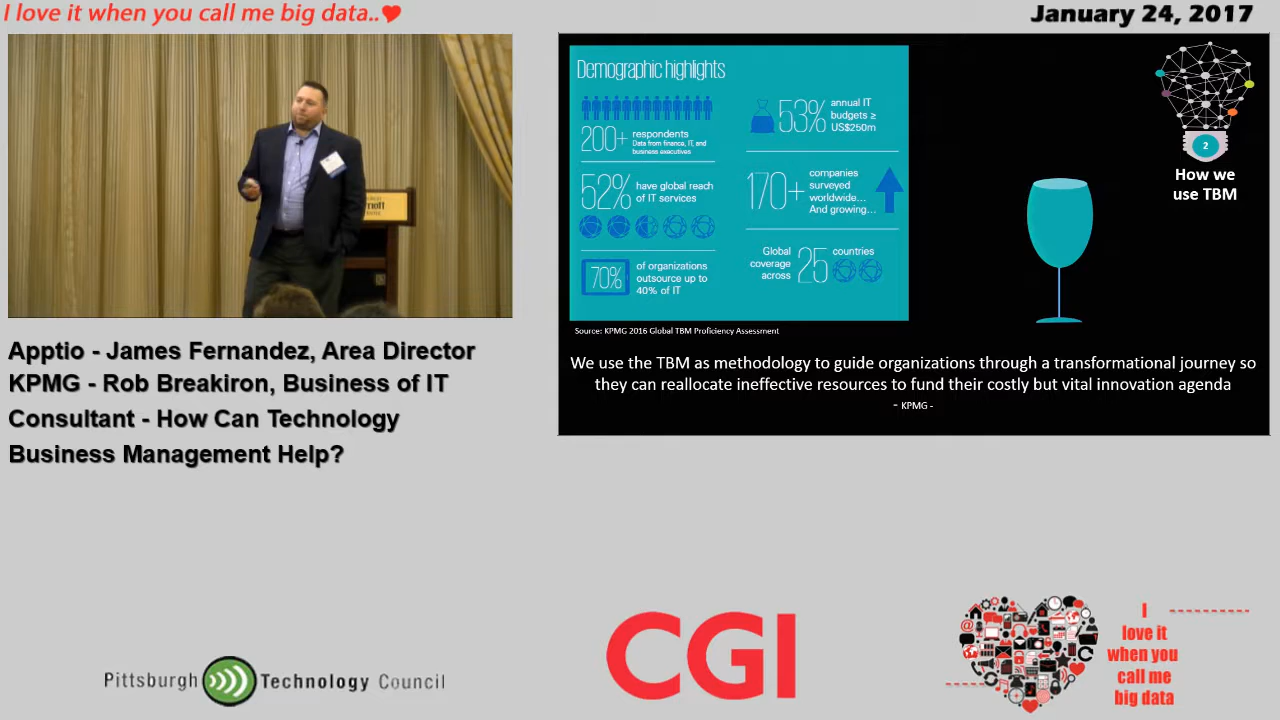 I love it when you call me big data..
January 24, 2017
Demographic highlights
200+ respondents
Data from finance, IT, and
business executives
52% have global reach
of IT services
70% of organizations
outsource up to
40% of IT
53% annual IT
budgets ≥
US$250m
170+ companies
surveyed
worldwide...
And growing...
Global
coverage
across
25 countries
Source: KPMG 2016 Global TBM Proficiency Assessment
2
How we
use TBM
We use the TBM as methodology to guide organizations through a transformational journey so
they can reallocate ineffective resources to fund their costly but vital innovation agenda
- KPMG -
Apptio - James Fernandez, Area Director
KPMG - Rob Breakiron, Business of IT
Consultant - How Can Technology
Business Management Help?
Pittsburgh Technology Council
CGI
I
love it
when you
call me
big data